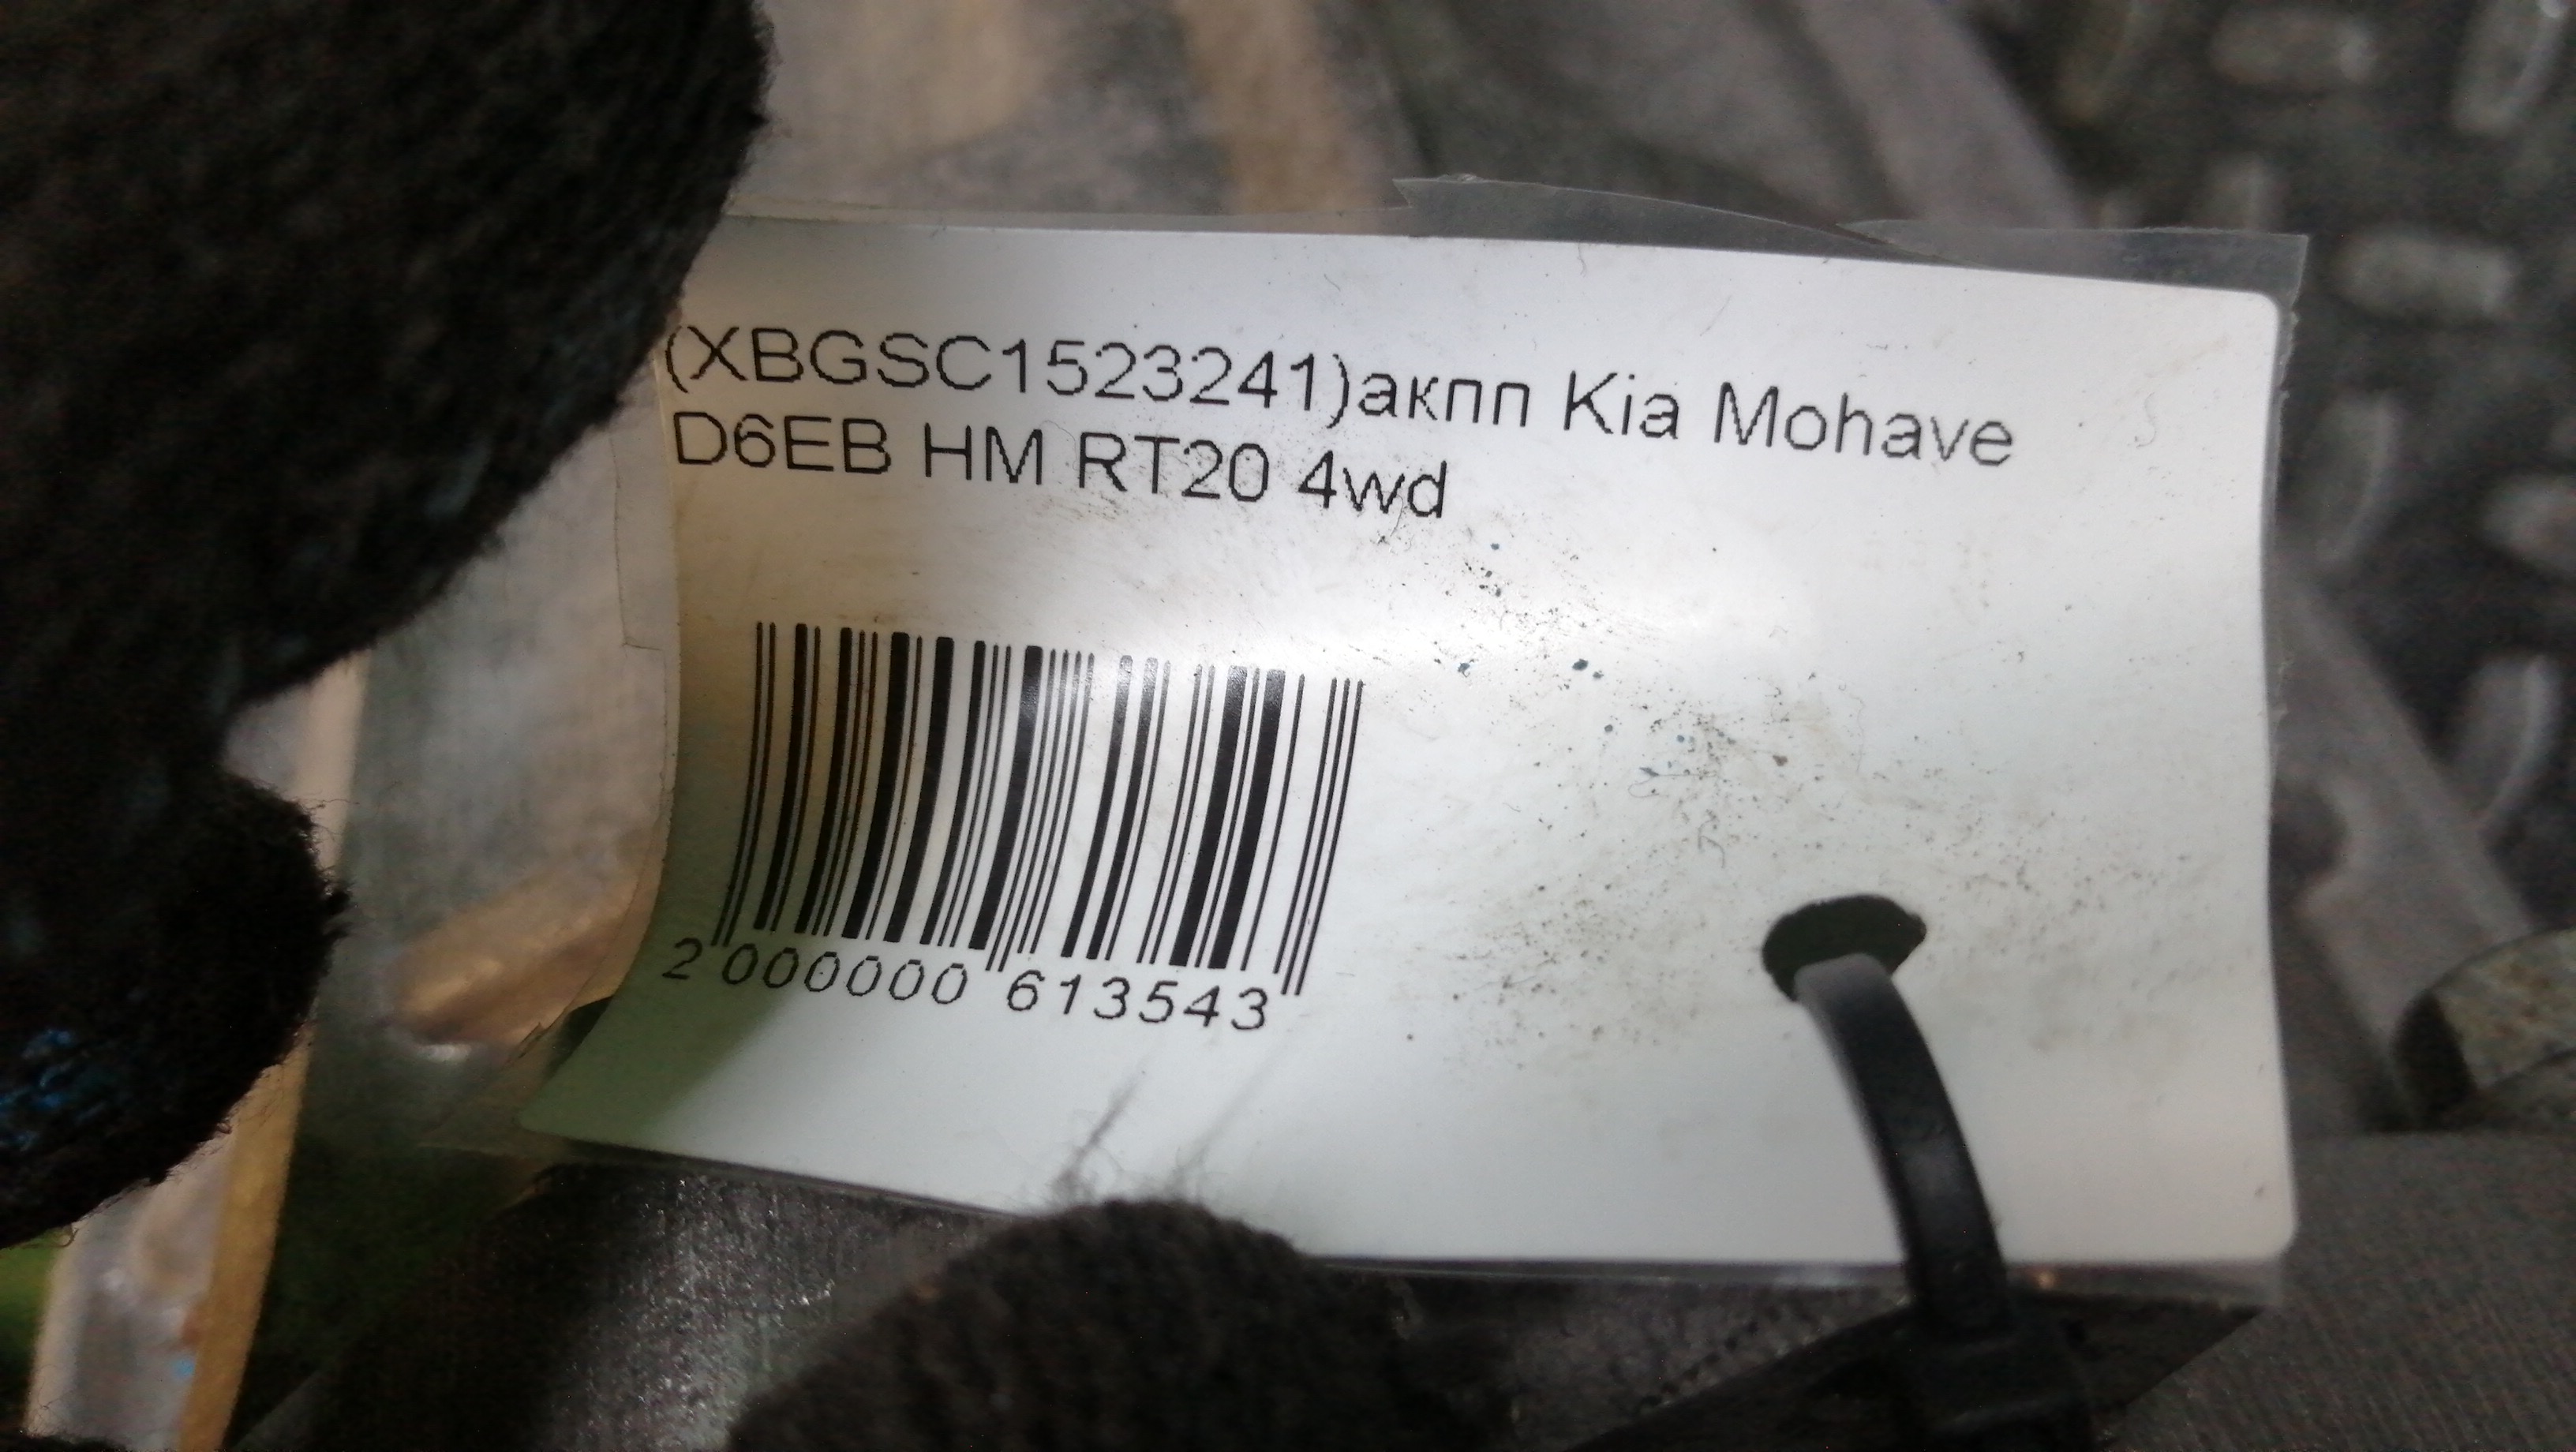 (XBGSC1523241)акпп Kia Mohave
D6EB HM RT20 4wd
2 000000 613543